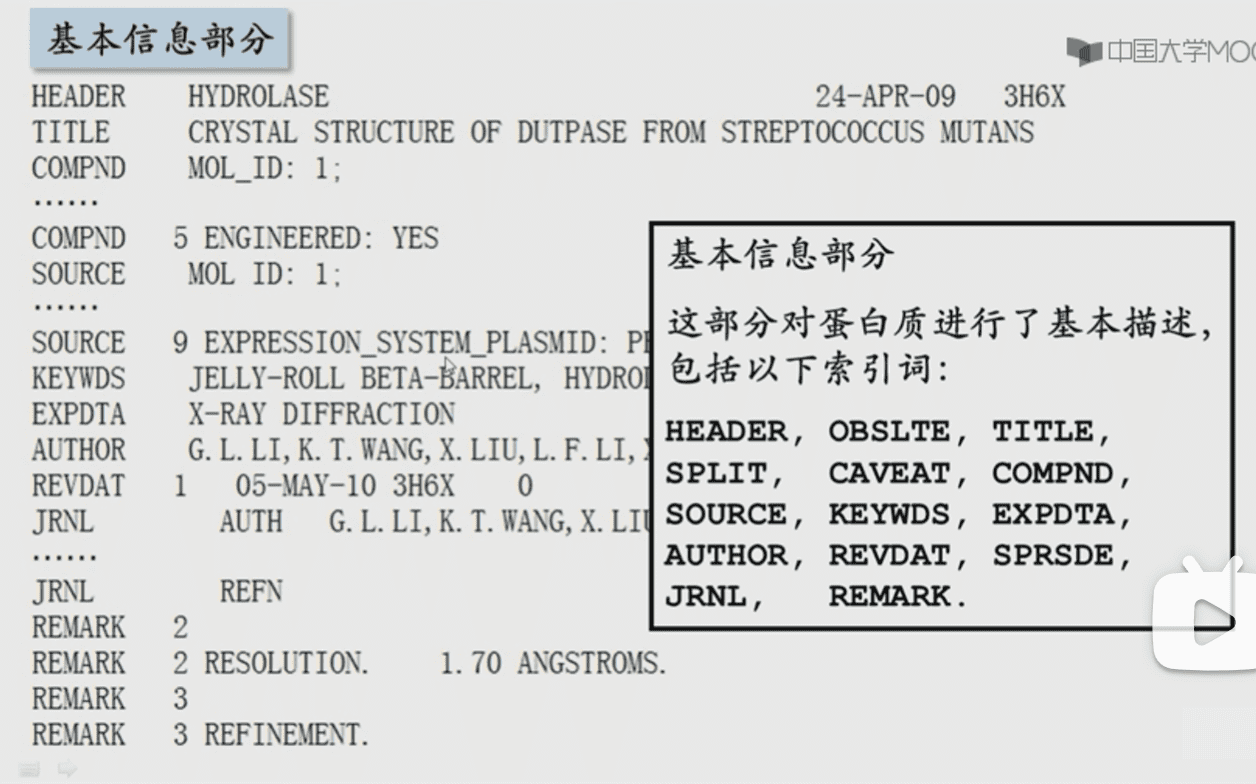 基本信息部分
中国大学MOO
HEADER HYDROLASE 24-APR-09 3H6X
TITLE CRYSTAL STRUCTURE OF DUTPASE FROM STREPTOCOCCUS MUTANS
COMPND MOL_ID: 1;
······
COMPND 5 ENGINEERED: YES
SOURCE MOL ID: 1;
······
SOURCE 9 EXPRESSION_SYSTEM_PLASMID:
KEYWDS JELLY-ROLL BETA-BARREL, HYDROL
EXPDTA X-RAY DIFFRACTION
AUTHOR G.L.LI,K.T.WANG,X.LIU,L.F.LI,
REVDAT 1 05-MAY-10 3H6X 0
JRNL AUTH G.L.LI,K.T.WANG,X.LIU
······
JRNL REFN
REMARK 2
REMARK 2 RESOLUTION. 1.70 ANGSTROMS.
REMARK 3
REMARK 3 REFINEMENT.
基本信息部分
这部分对蛋白质进行了基本描述，
包括以下索引词：
HEADER, OBSLTE, TITLE,
SPLIT, CAVEAT, COMPND,
SOURCE, KEYWDS, EXPDTA,
AUTHOR, REVDAT, SPRSDE,
JRNL, REMARK.